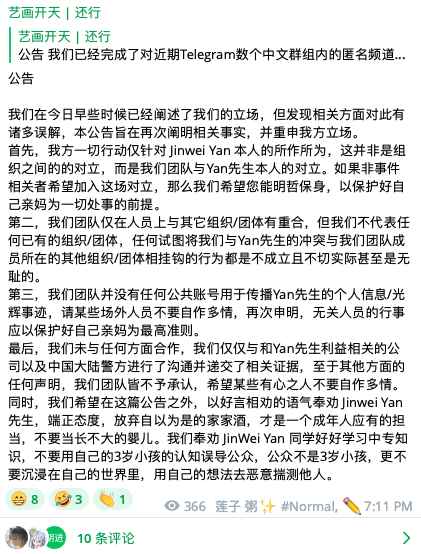 艺画开天 | 还行
艺画开天 | 还行
公告 我们已经完成了对近期Telegram数个中文群组内的匿名频道...
公告
我们在今日早些时候已经阐述了我们的立场，但发现相关方面对此有
诸多误解，本公告旨在再次阐明相关事实，并重申我方立场。
首先，我方一切行动仅针对 Jinwei Yan 本人的所作所为，这并非是组
织之间的的对立，而是我们团队与Yan先生本人的对立。如果非事件
相关者希望加入这场对立，那么我们希望您能明哲保身，以保护好自
己亲妈为一切处事的前提。
第二，我们团队仅在人员上与其它组织/团体有重合，但我们不代表任
何已有的组织/团体，任何试图将我们与Yan先生的冲突与我们团队成
员所在的其他组织/团体相挂钩的行为都是不成立且不切实际甚至是无
耻的。
第三，我们团队并没有任何公共账号用于传播Yan先生的个人信息/光
辉事迹，请某些场外人员不要自作多情，再次申明，无关人员的行事
应以保护好自己亲妈为最高准则。
最后，我们未与任何方面合作，我们仅仅与和Yan先生利益相关的公
司以及中国大陆警方进行了沟通并递交了相关证据，至于其他方面的
任何声明，我们团队皆不予承认，希望某些有心之人不要自作多情。
同时，我们希望在这篇公告之外，以好言相劝的语气奉劝 Jinwei Yan
先生，端正态度，放弃自以为是的家家酒，才是一个成年人应有的担
当，不要当长不大的婴儿。我们奉劝 JinWei Yan 同学好好学习中专知
识，不要用自己的3岁小孩的认知误导公众，公众不是3岁小孩，更不
要沉浸在自己的世界里，用自己的想法去恶意揣测他人。
😁 8 🤣 3 👏 1 366 莲子 粥✨ #Normal, ✏️ 7:11 PM
10 条评论